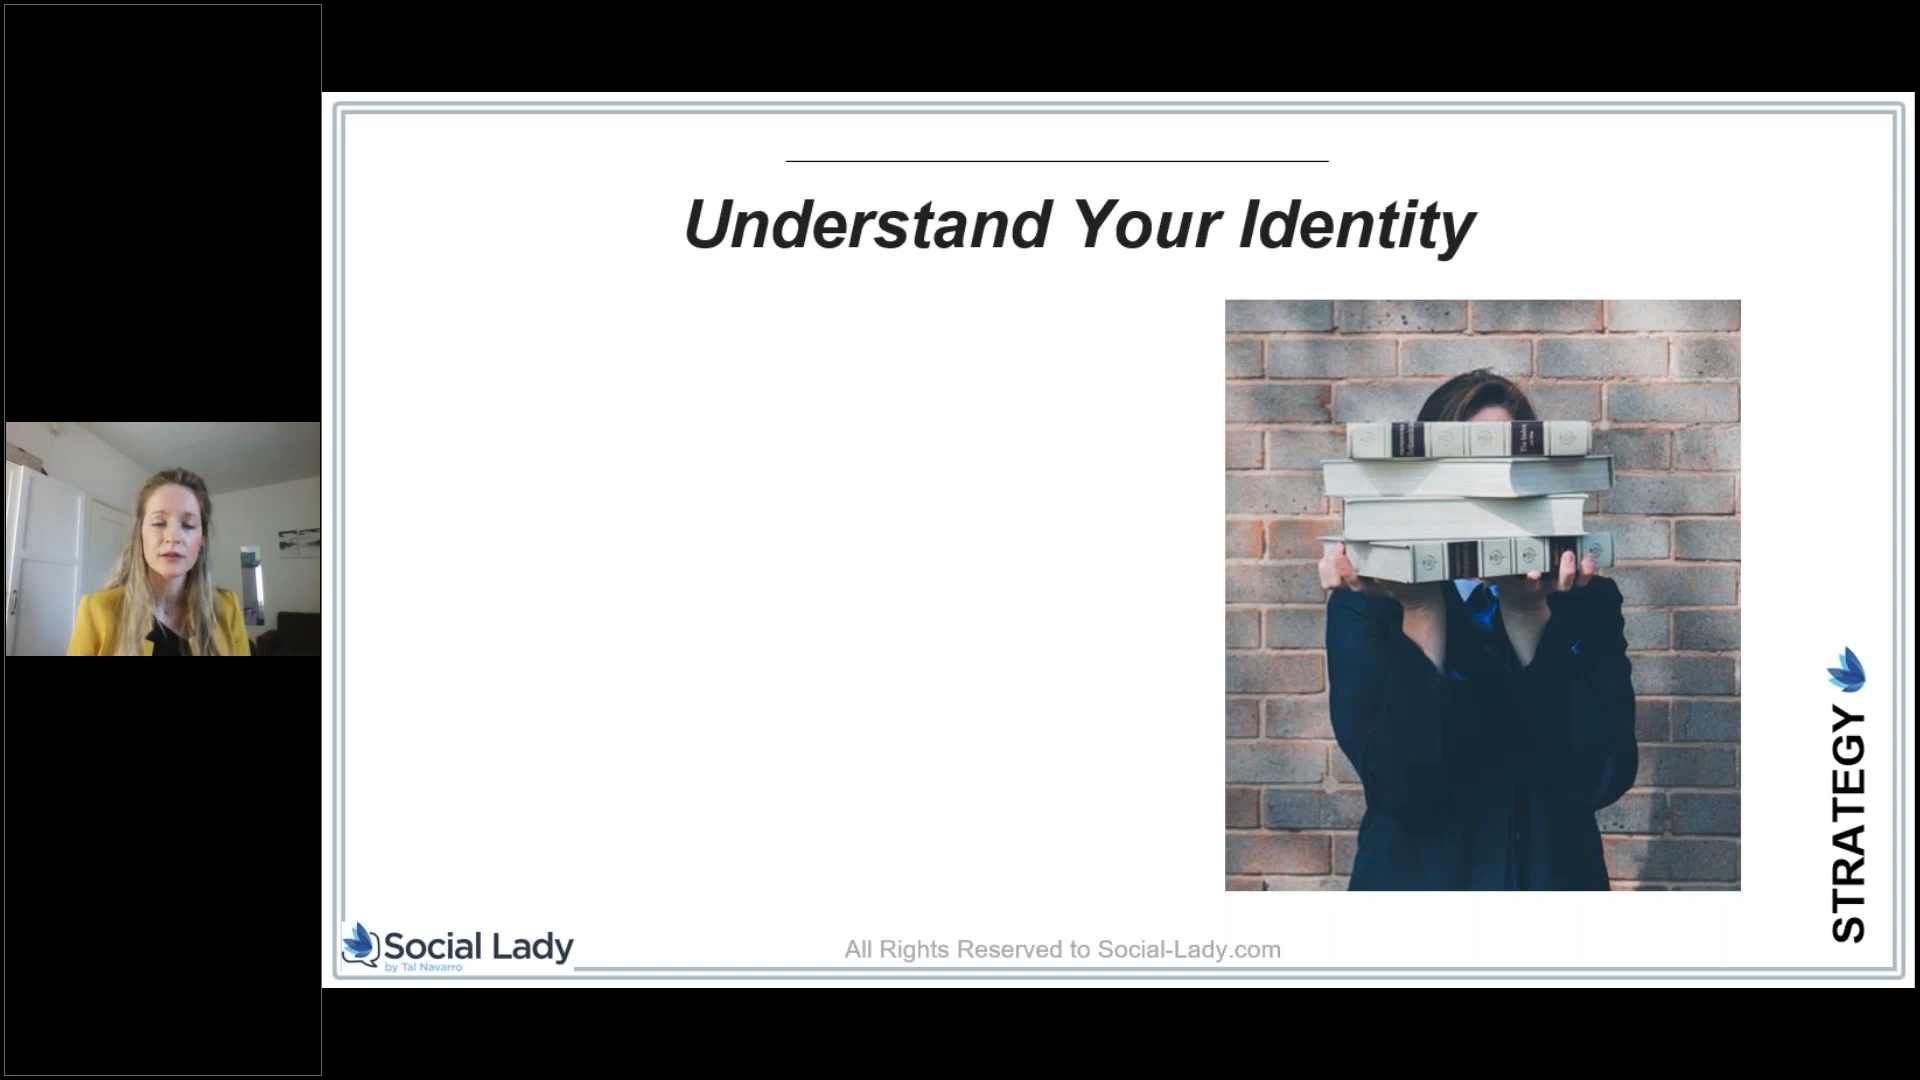 Understand Your Identity
STRATEGY
Social Lady
by Tal Navarro
All Rights Reserved to Social-Lady.com